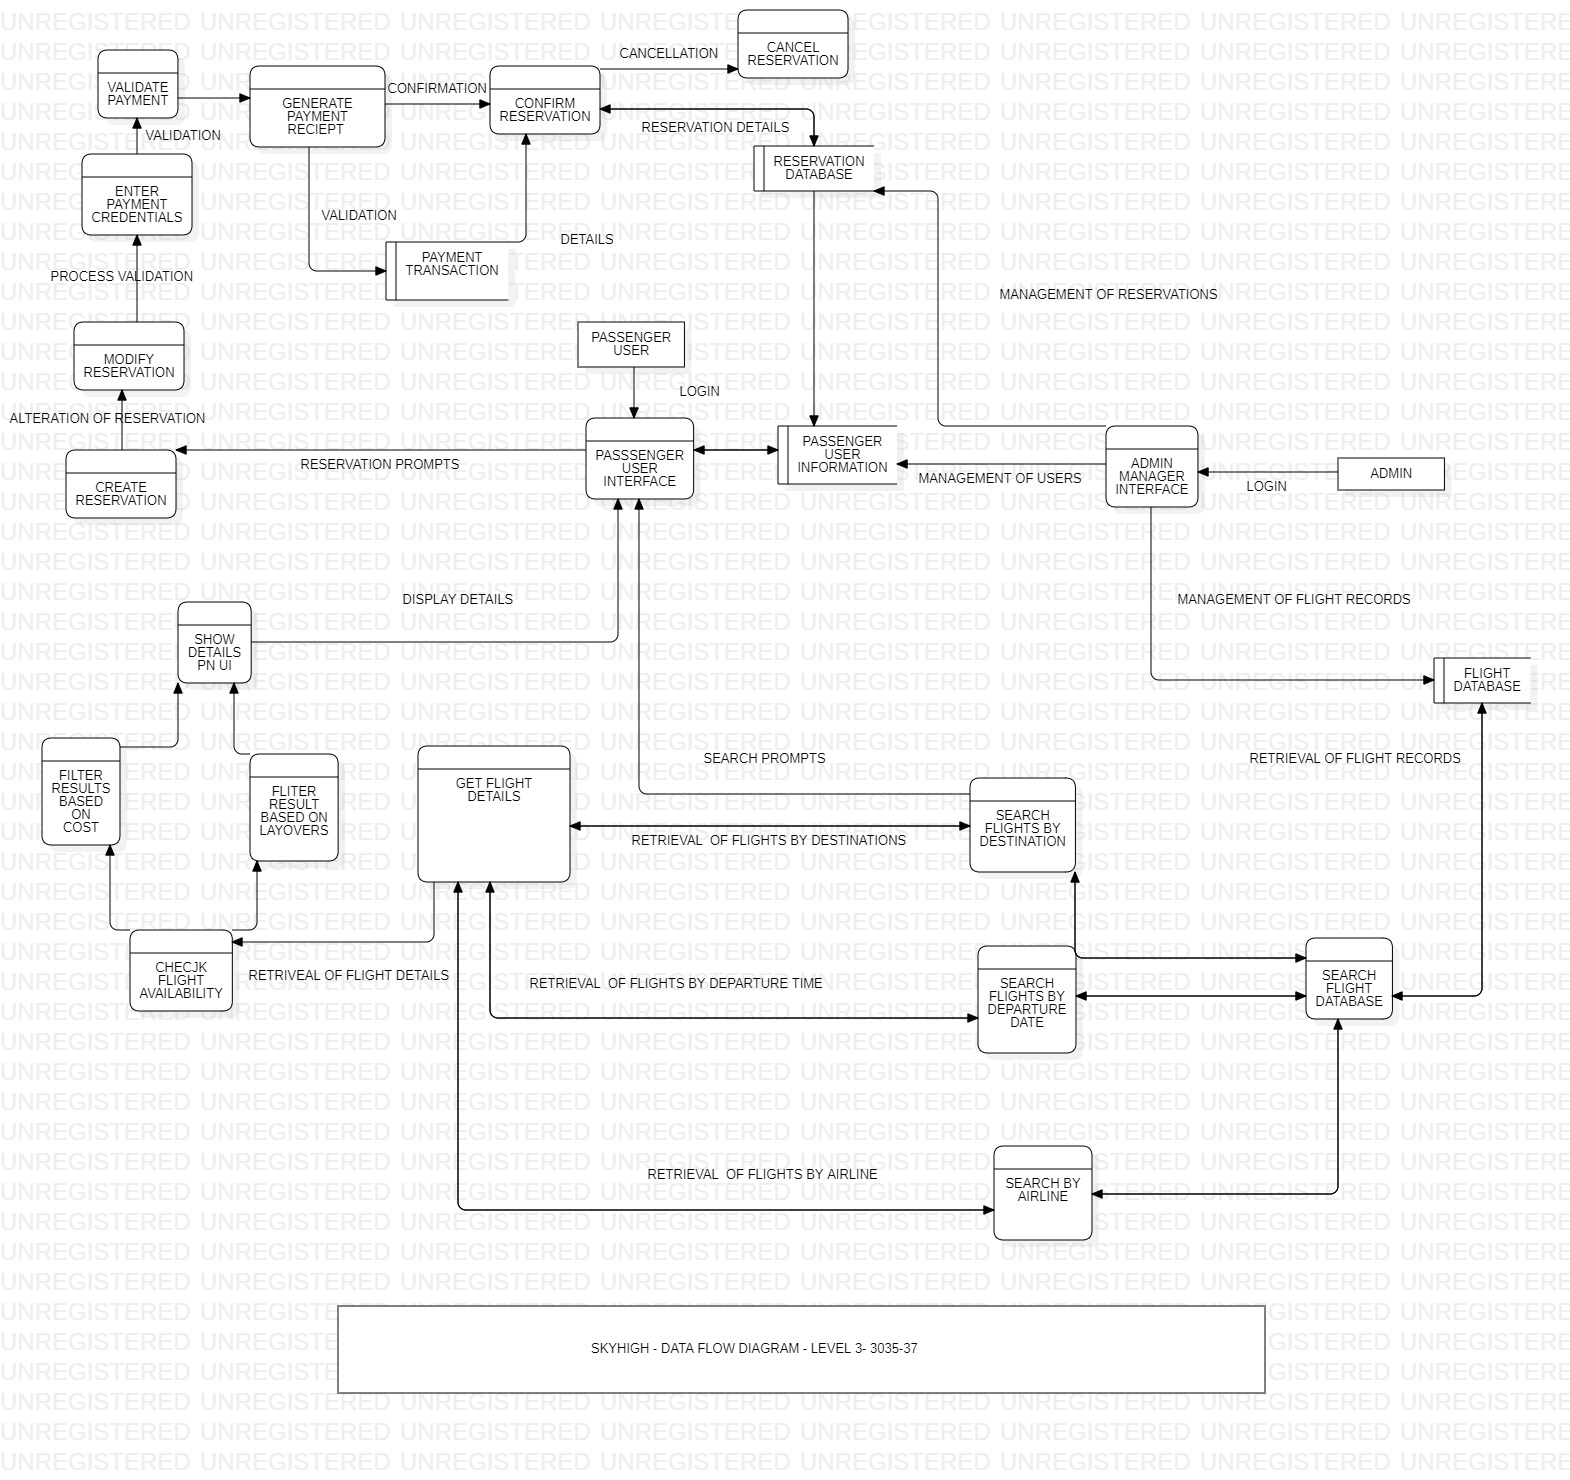 CANCELLATION
CANCEL
RESERVATION
VALIDATE
PAYMENT
GENERATE
PAYMENT
RECIEPT
CONFIRMATION
CONFIRM
RESERVATION
RESERVATION DETAILS
VALIDATION
RESERVATION
DATABASE
ENTER
PAYMENT
CREDENTIALS
VALIDATION
DETAILS
PAYMENT
TRANSACTION
PROCESS VALIDATION
MANAGEMENT OF RESERVATIONS
PASSENGER
USER
MODIFY
RESERVATION
LOGIN
ALTERATION OF RESERVATION
RESERVATION PROMPTS
PASSSENGER
USER
INTERFACE
PASSENGER
USER
INFORMATION
MANAGEMENT OF USERS
ADMIN
MANAGER
INTERFACE
LOGIN
ADMIN
CREATE
RESERVATION
DISPLAY DETAILS
MANAGEMENT OF FLIGHT RECORDS
SHOW
DETAILS
PN UI
FLIGHT
DATABASE
SEARCH PROMPTS
RETRIEVAL OF FLIGHT RECORDS
FILTER
RESULTS
BASED
ON
COST
FLITER
RESULT
BASED ON
LAYOVERS
GET FLIGHT
DETAILS
RETRIEVAL  OF FLIGHTS BY DESTINATIONS
SEARCH
FLIGHTS BY
DESTINATION
CHECJK
FLIGHT
AVAILABILITY
RETRIVEAL OF FLIGHT DETAILS
RETRIEVAL  OF FLIGHTS BY DEPARTURE TIME
SEARCH
FLIGHTS BY
DEPARTURE
DATE
SEARCH
FLIGHT
DATABASE
RETRIEVAL  OF FLIGHTS BY AIRLINE
SEARCH BY
AIRLINE
SKYHIGH - DATA FLOW DIAGRAM - LEVEL 3- 3035-37
UNREGISTERED